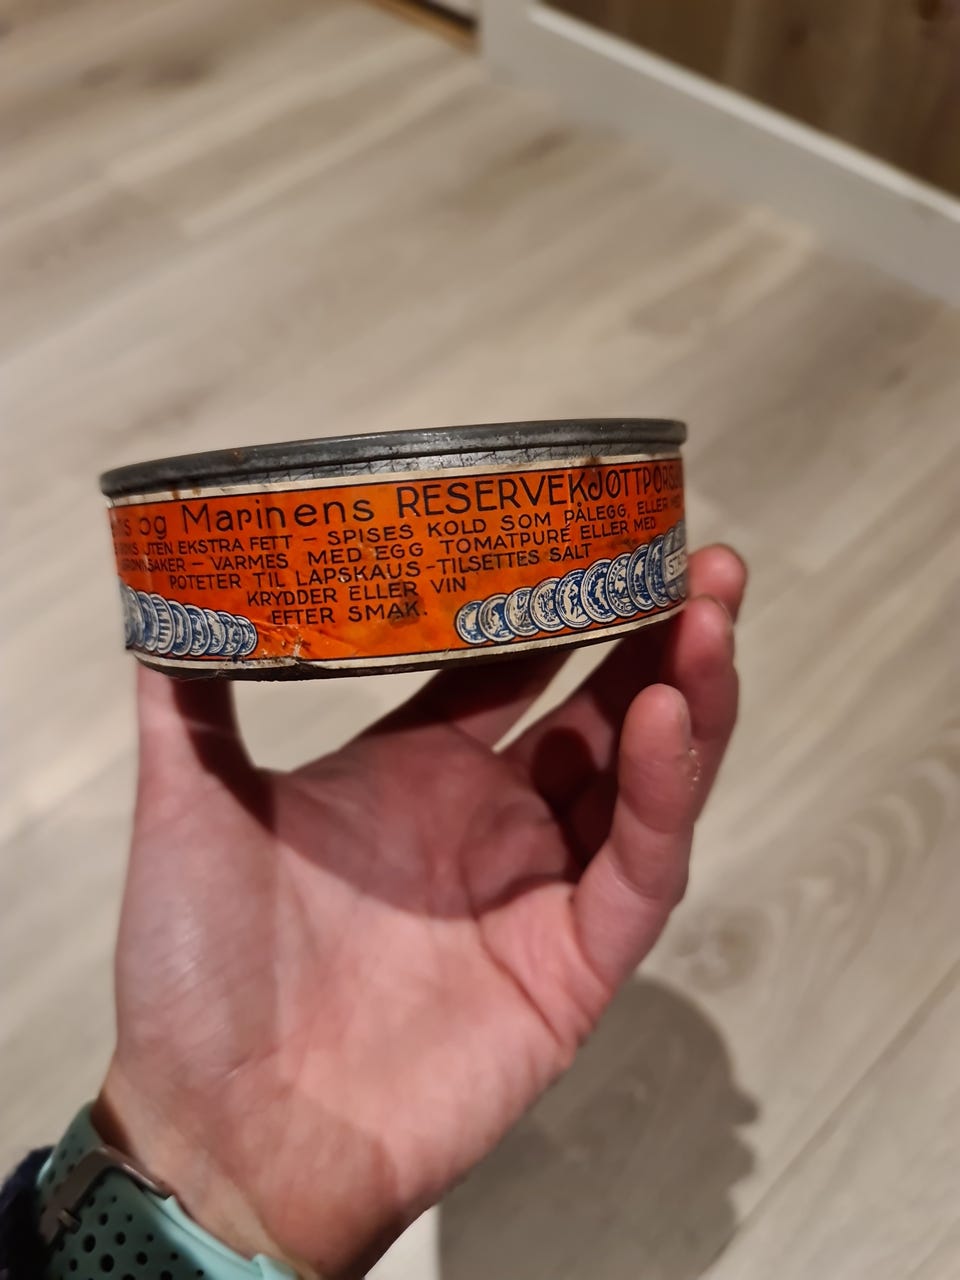 og Marinens RESERVEKJØTTPORS
UTEN EKSTRA FETT – SPISES KOLD SOM PÅLEGG, ELLER MED
– VARMES MED EGG TOMATPURÉ ELLER MED
POTETER TIL LAPSKAUS – TILSETTES SALT
KRYDDER ELLER VIN
EFTER SMAK.